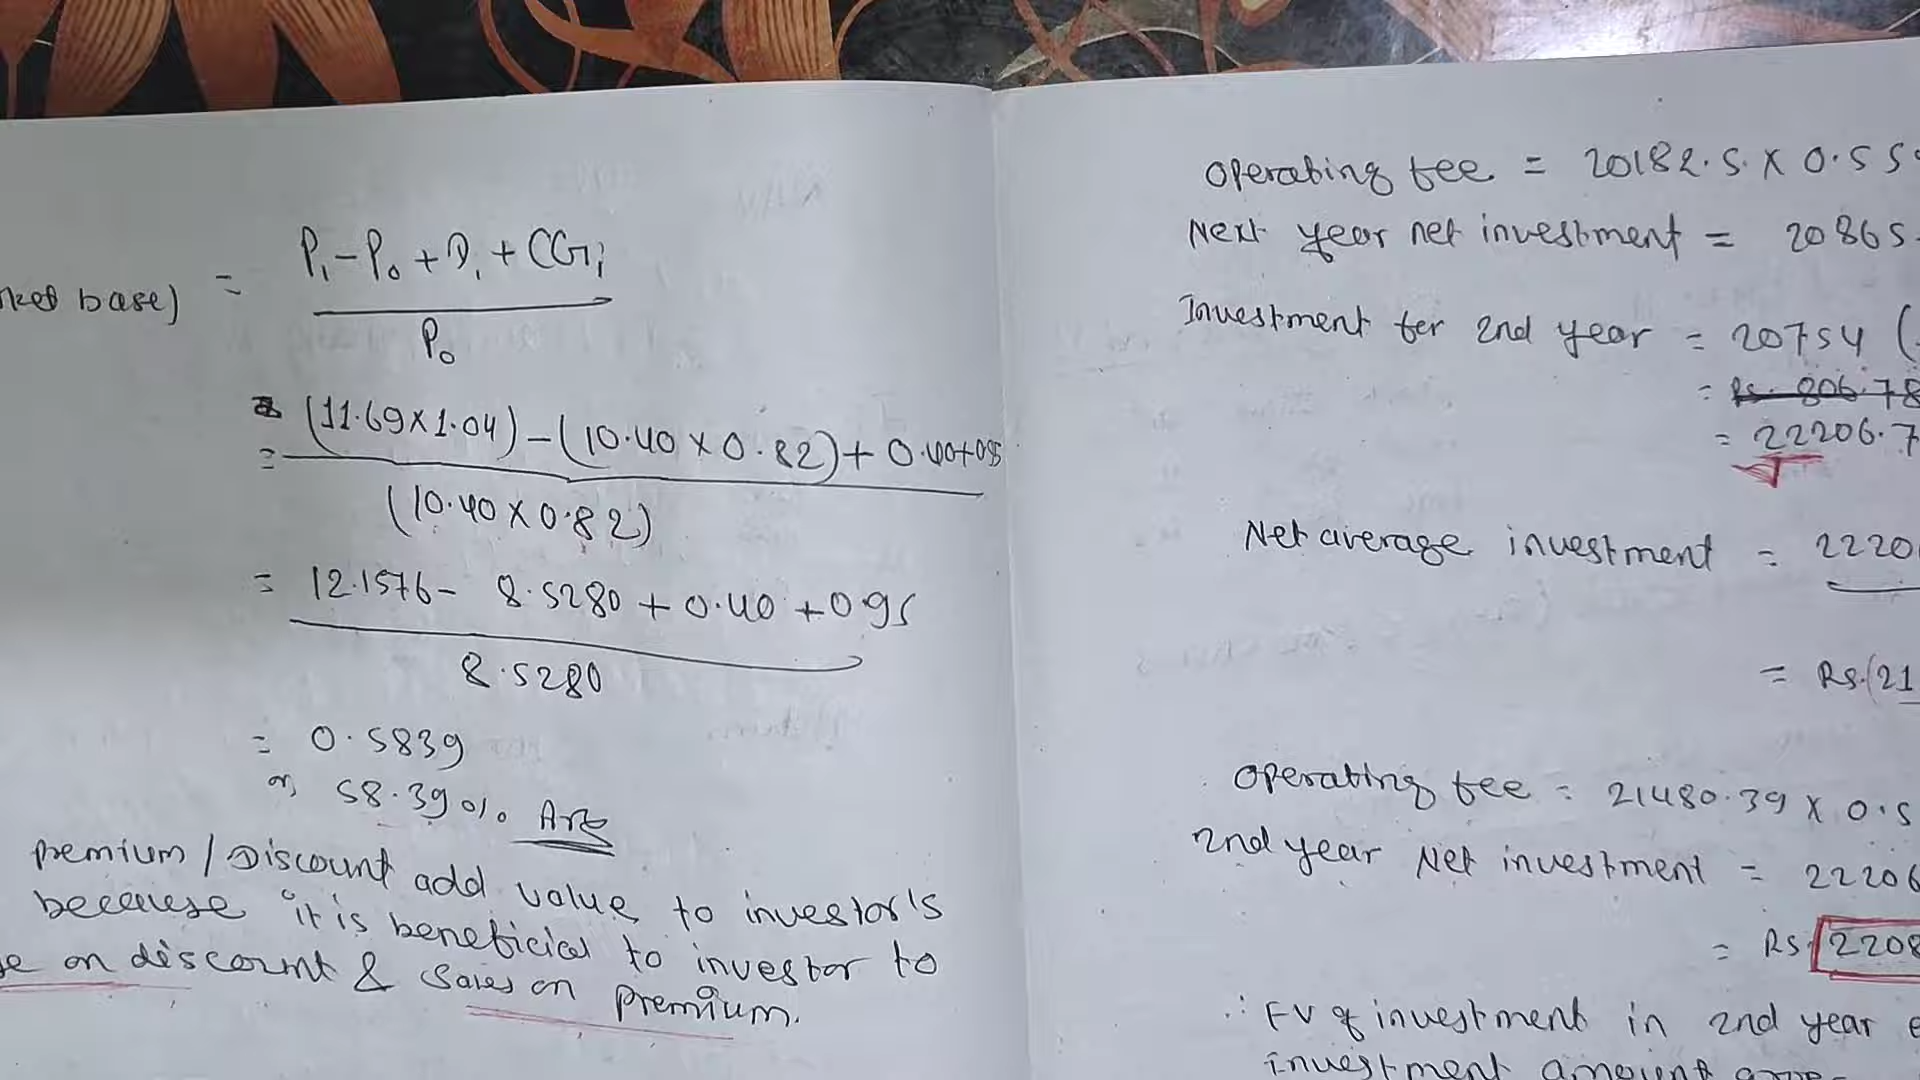 P₁-P₀+D₁+CG₁
base) =
P₀
= (11.69×1.04)-(10.40×0.82)+0.40+0.95
(10.40×0.82)
= 12.1576- 8.5280+0.40+0.95
8.5280
= 0.5839
or, 58.39% Ans
premium/Discount add value to investor's
because "it is beneficial to investor to
on discount & Sales on premium.
Operating fee = 20182.5 × 0.55
Next year net investment = 20865
Investment for 2nd year = 20754 (
= Rs. 806.78
= 22206.7
Net average investment = 2220
= Rs.(21
Operating fee = 21480.39 × 0.5
2nd year Net investment = 22206
= Rs 2208
∴ FV of investment in 2nd year
investment amount